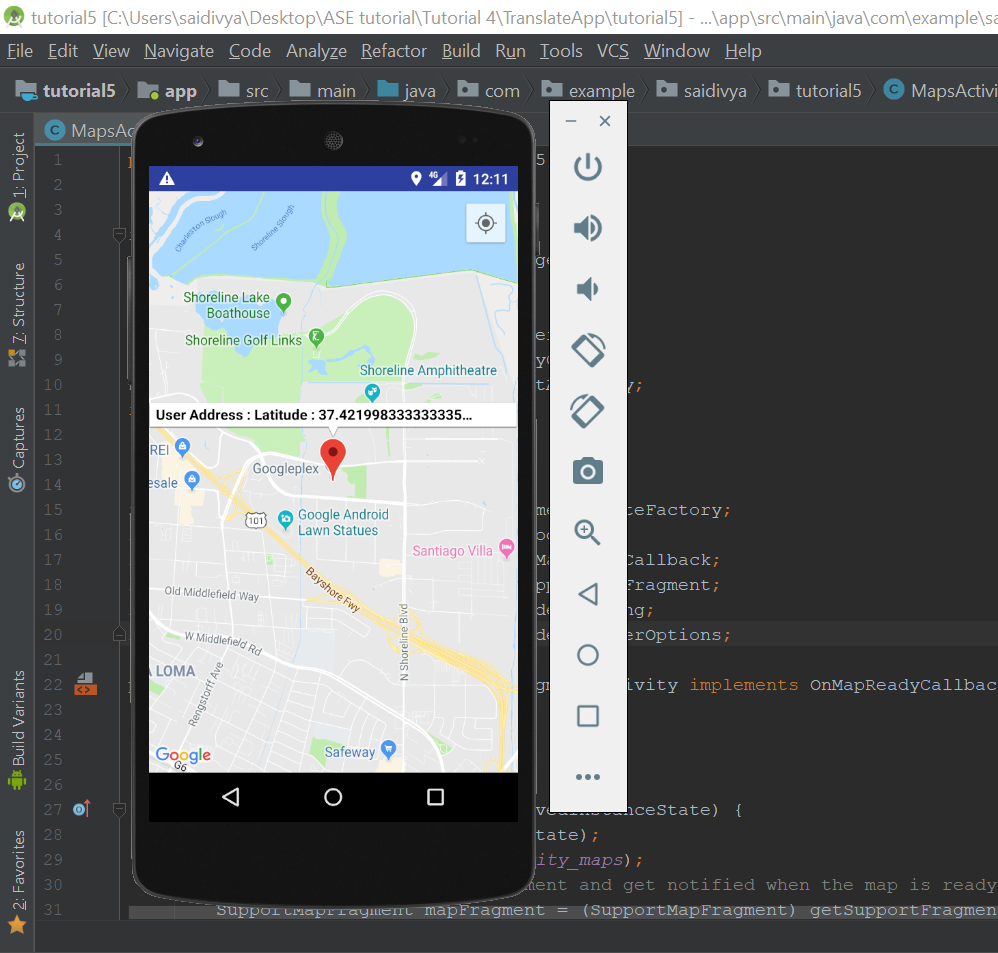 tutorial5 [C:\Users\saidivya\Desktop\ASE tutorial\Tutorial 4\TranslateApp\tutorial5] - ...\app\src\main\java\com\example\sa
File Edit View Navigate Code Analyze Refactor Build Run Tools VCS Window Help
tutorial5 app src main java com example saidivya tutorial5 C MapsActivi
C MapsAc
1: Project
7: Structure
Captures
Build Variants
2: Favorites
1
2
3
4
5
6
7
8
9
10
11
12
13
14
15
16
17
18
19
20
21
22
23
24
25
26
27
28
29
30
31
4G 12:11
Charleston Slough
Shoreline Slough
Shoreline Lake
Boathouse
Shoreline Golf Links
Shoreline Amphitheatre
User Address : Latitude : 37.421998333333335...
REI
Googleplex
esale
101
Google Android
Lawn Statues
Santiago Villa
Bayshore Fwy
Old Middlefield Way
N Shoreline Blvd
W Middlefield Rd
LOMA
Rengstorff Ave
Safeway
Google
G6
5
ge
y;
teFactory;
Callback;
Fragment;
ng;
erOptions;
ivity implements OnMapReadyCallbac
InstanceState) {
tate);
ity_maps);
ment and get notified when the map is ready
SupportMapFragment mapFragment = (SupportMapFragment) getSupportFragmen